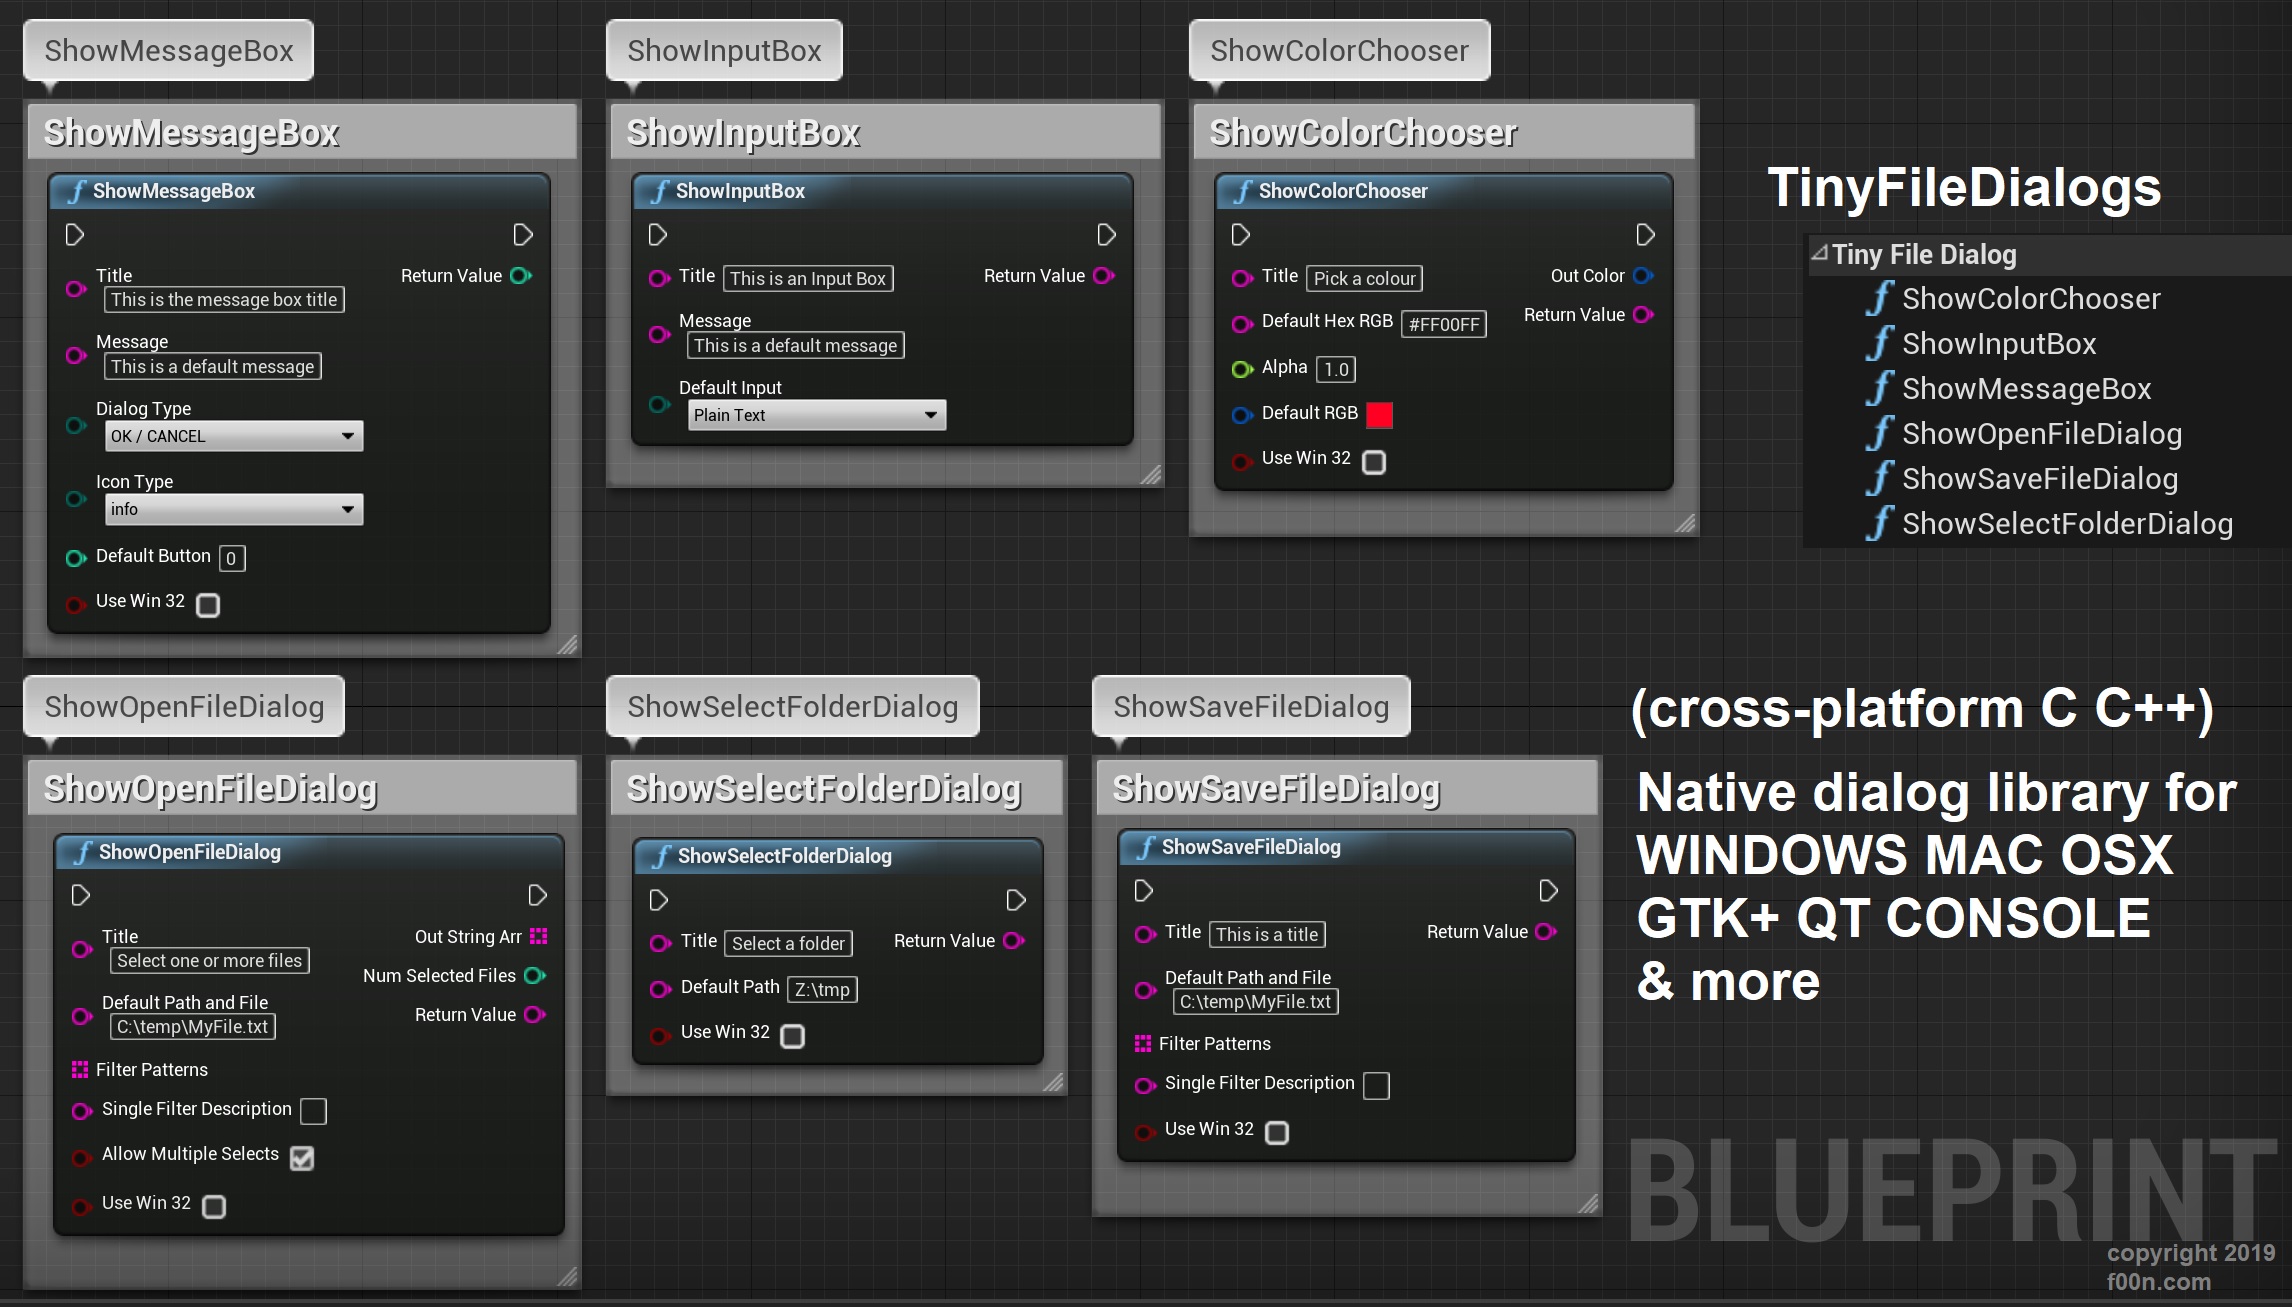 ShowMessageBox
ShowMessageBox
ShowMessageBox
Title
This is the message box title
Return Value
Message
This is a default message
Dialog Type
OK / CANCEL
Icon Type
info
Default Button 0
Use Win 32
ShowInputBox
ShowInputBox
ShowInputBox
Title This is an Input Box
Return Value
Message
This is a default message
Default Input
Plain Text
ShowColorChooser
ShowColorChooser
ShowColorChooser
Title Pick a colour
Out Color
Default Hex RGB #FF00FF
Return Value
Alpha 1.0
Default RGB
Use Win 32
TinyFileDialogs
Tiny File Dialog
ShowColorChooser
ShowInputBox
ShowMessageBox
ShowOpenFileDialog
ShowSaveFileDialog
ShowSelectFolderDialog
ShowOpenFileDialog
ShowOpenFileDialog
ShowOpenFileDialog
Title
Select one or more files
Out String Arr
Num Selected Files
Default Path and File
C:\temp\MyFile.txt
Return Value
Filter Patterns
Single Filter Description
Allow Multiple Selects
Use Win 32
ShowSelectFolderDialog
ShowSelectFolderDialog
ShowSelectFolderDialog
Title Select a folder
Return Value
Default Path Z:\tmp
Use Win 32
ShowSaveFileDialog
ShowSaveFileDialog
ShowSaveFileDialog
Title This is a title
Return Value
Default Path and File
C:\temp\MyFile.txt
Filter Patterns
Single Filter Description
Use Win 32
(cross-platform C C++)
Native dialog library for
WINDOWS MAC OSX
GTK+ QT CONSOLE
& more
BLUEPRINT
copyright 2019
f00n.com